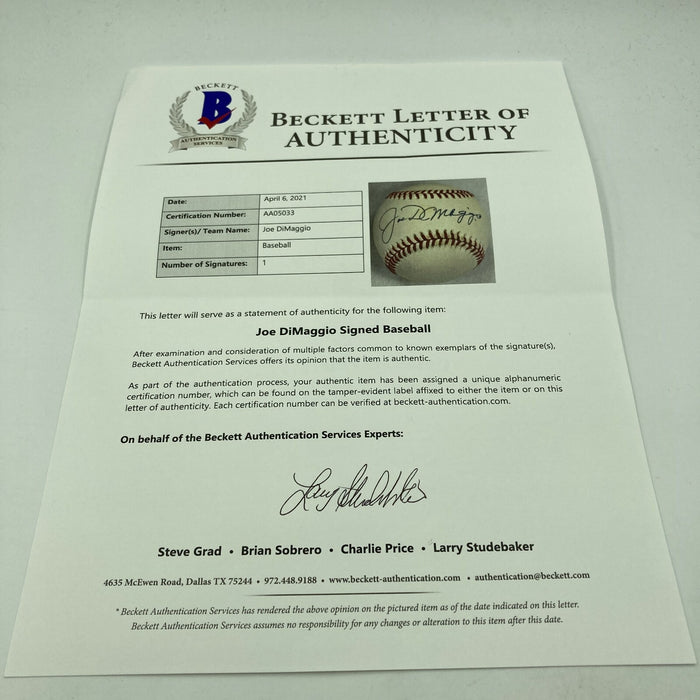 BECKETT
B
AUTHENTICATION
SERVICES
BECKETT LETTER OF
AUTHENTICITY
Date: April 6, 2021
Certification Number: AA05033
Signer(s)/ Team Name: Joe DiMaggio
Item: Baseball
Number of Signatures: 1
Joe DiMaggio
This letter will serve as a statement of authenticity for the following item:
Joe DiMaggio Signed Baseball
After examination and consideration of multiple factors common to known exemplars of the signature(s),
Beckett Authentication Services offers its opinion that the item is authentic.
As part of the authentication process, your authentic item has been assigned a unique alphanumeric
certification number, which can be found on the tamper-evident label affixed to either the item or on this
letter of authenticity. Each certification number can be verified at beckett-authentication.com.
On behalf of the Beckett Authentication Services Experts:
Larry Studebaker
Steve Grad • Brian Sobrero • Charlie Price • Larry Studebaker
4635 McEwen Road, Dallas TX 75244 • 972.448.9188 • www.beckett-authentication.com • authentication@beckett.com
* Beckett Authentication Services has rendered the above opinion on the pictured item as of the date indicated on this letter.
Beckett Authentication Services assumes no responsibility for any changes or alteration to this item after this date.